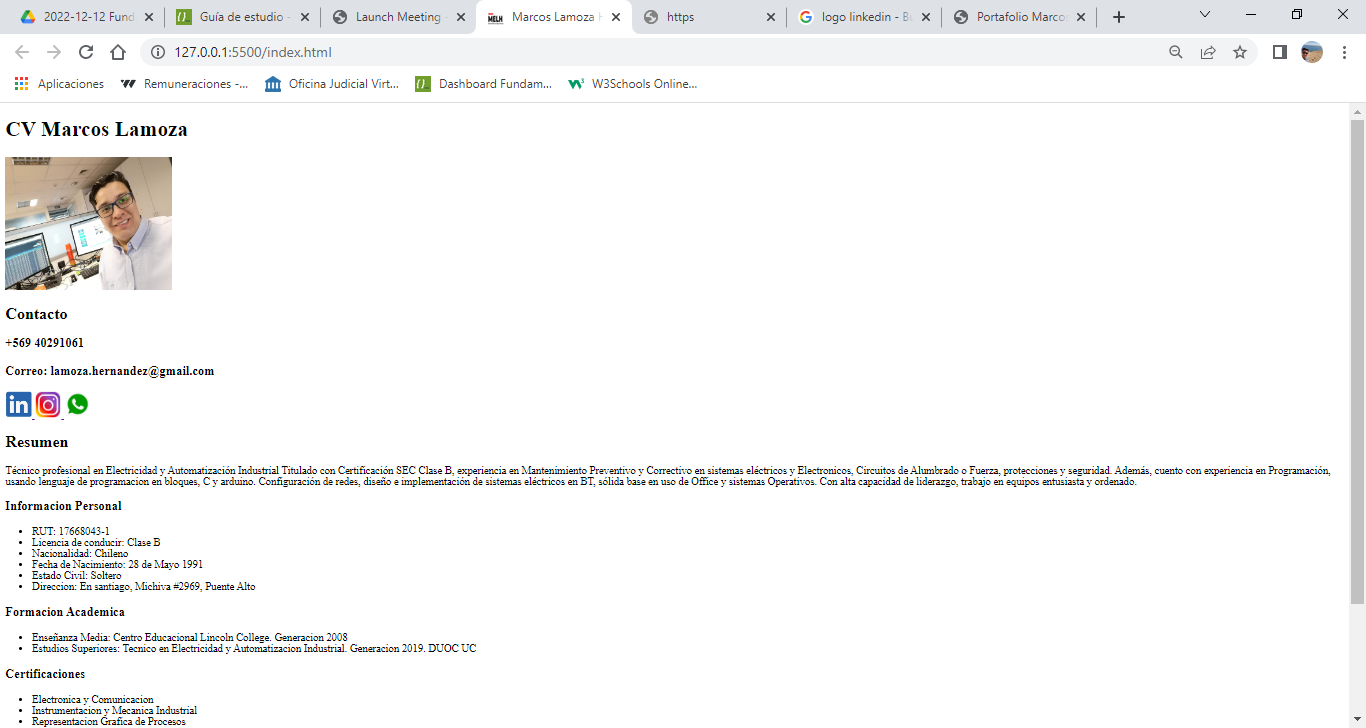 2022-12-12 Fund
Guía de estudio -
Launch Meeting -
MELH
Marcos Lamoza H
https
logo linkedin - Bu
Portafolio Marcos
127.0.0.1:5500/index.html
Aplicaciones
Remuneraciones -...
Oficina Judicial Virt...
Dashboard Fundam...
W3Schools Online...
CV Marcos Lamoza
Contacto
+569 40291061
Correo: lamoza.hernandez@gmail.com
in
Resumen
Técnico profesional en Electricidad y Automatización Industrial Titulado con Certificación SEC Clase B, experiencia en Mantenimiento Preventivo y Correctivo en sistemas eléctricos y Electronicos, Circuitos de Alumbrado o Fuerza, protecciones y seguridad. Además, cuento con experiencia en Programación,
usando lenguaje de programacion en bloques, C y arduino. Configuración de redes, diseño e implementación de sistemas eléctricos en BT, sólida base en uso de Office y sistemas Operativos. Con alta capacidad de liderazgo, trabajo en equipos entusiasta y ordenado.
Informacion Personal
• RUT: 17668043-1
• Licencia de conducir: Clase B
• Nacionalidad: Chileno
• Fecha de Nacimiento: 28 de Mayo 1991
• Estado Civil: Soltero
• Direccion: En santiago, Michiva #2969, Puente Alto
Formacion Academica
• Enseñanza Media: Centro Educacional Lincoln College. Generacion 2008
• Estudios Superiores: Tecnico en Electricidad y Automatizacion Industrial. Generacion 2019. DUOC UC
Certificaciones
• Electronica y Comunicacion
• Instrumentacion y Mecanica Industrial
• Representacion Grafica de Procesos